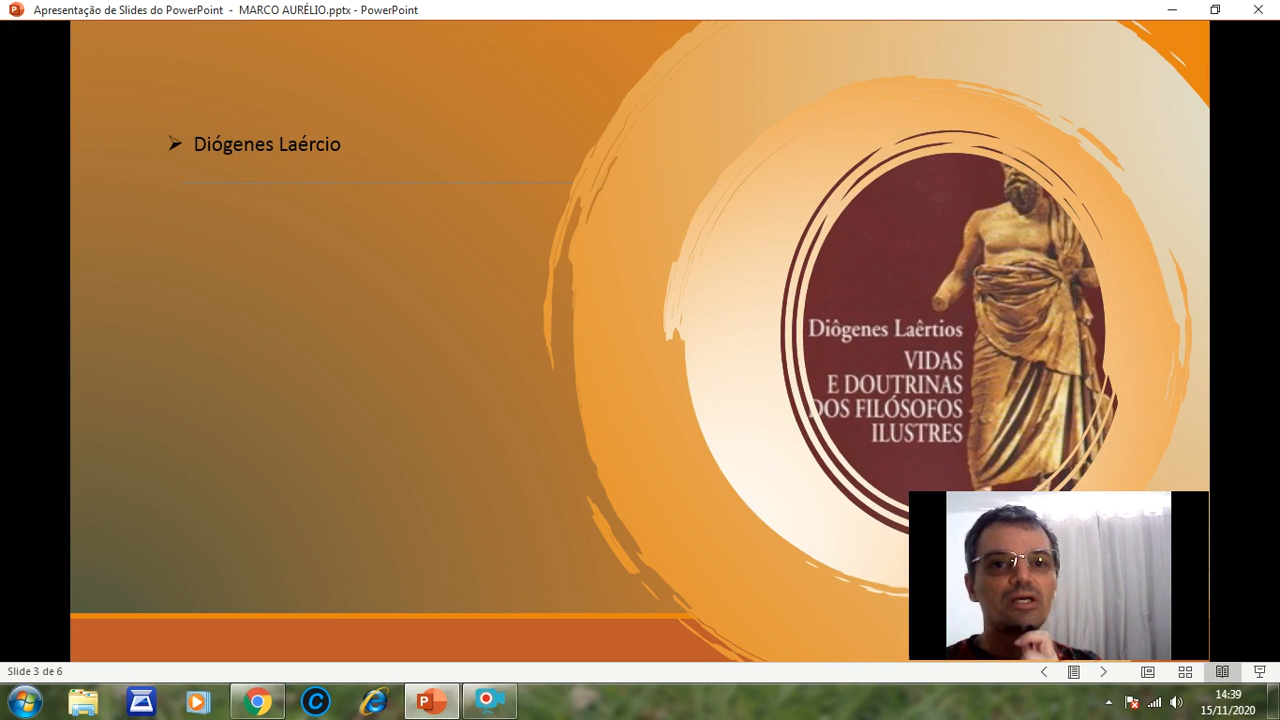 Apresentação de Slides do PowerPoint - MARCO AURÉLIO.pptx - PowerPoint
Diógenes Laércio
Diôgenes Laêrtios
VIDAS
E DOUTRINAS
DOS FILÓSOFOS
ILUSTRES
Slide 3 de 6
14:39
15/11/2020